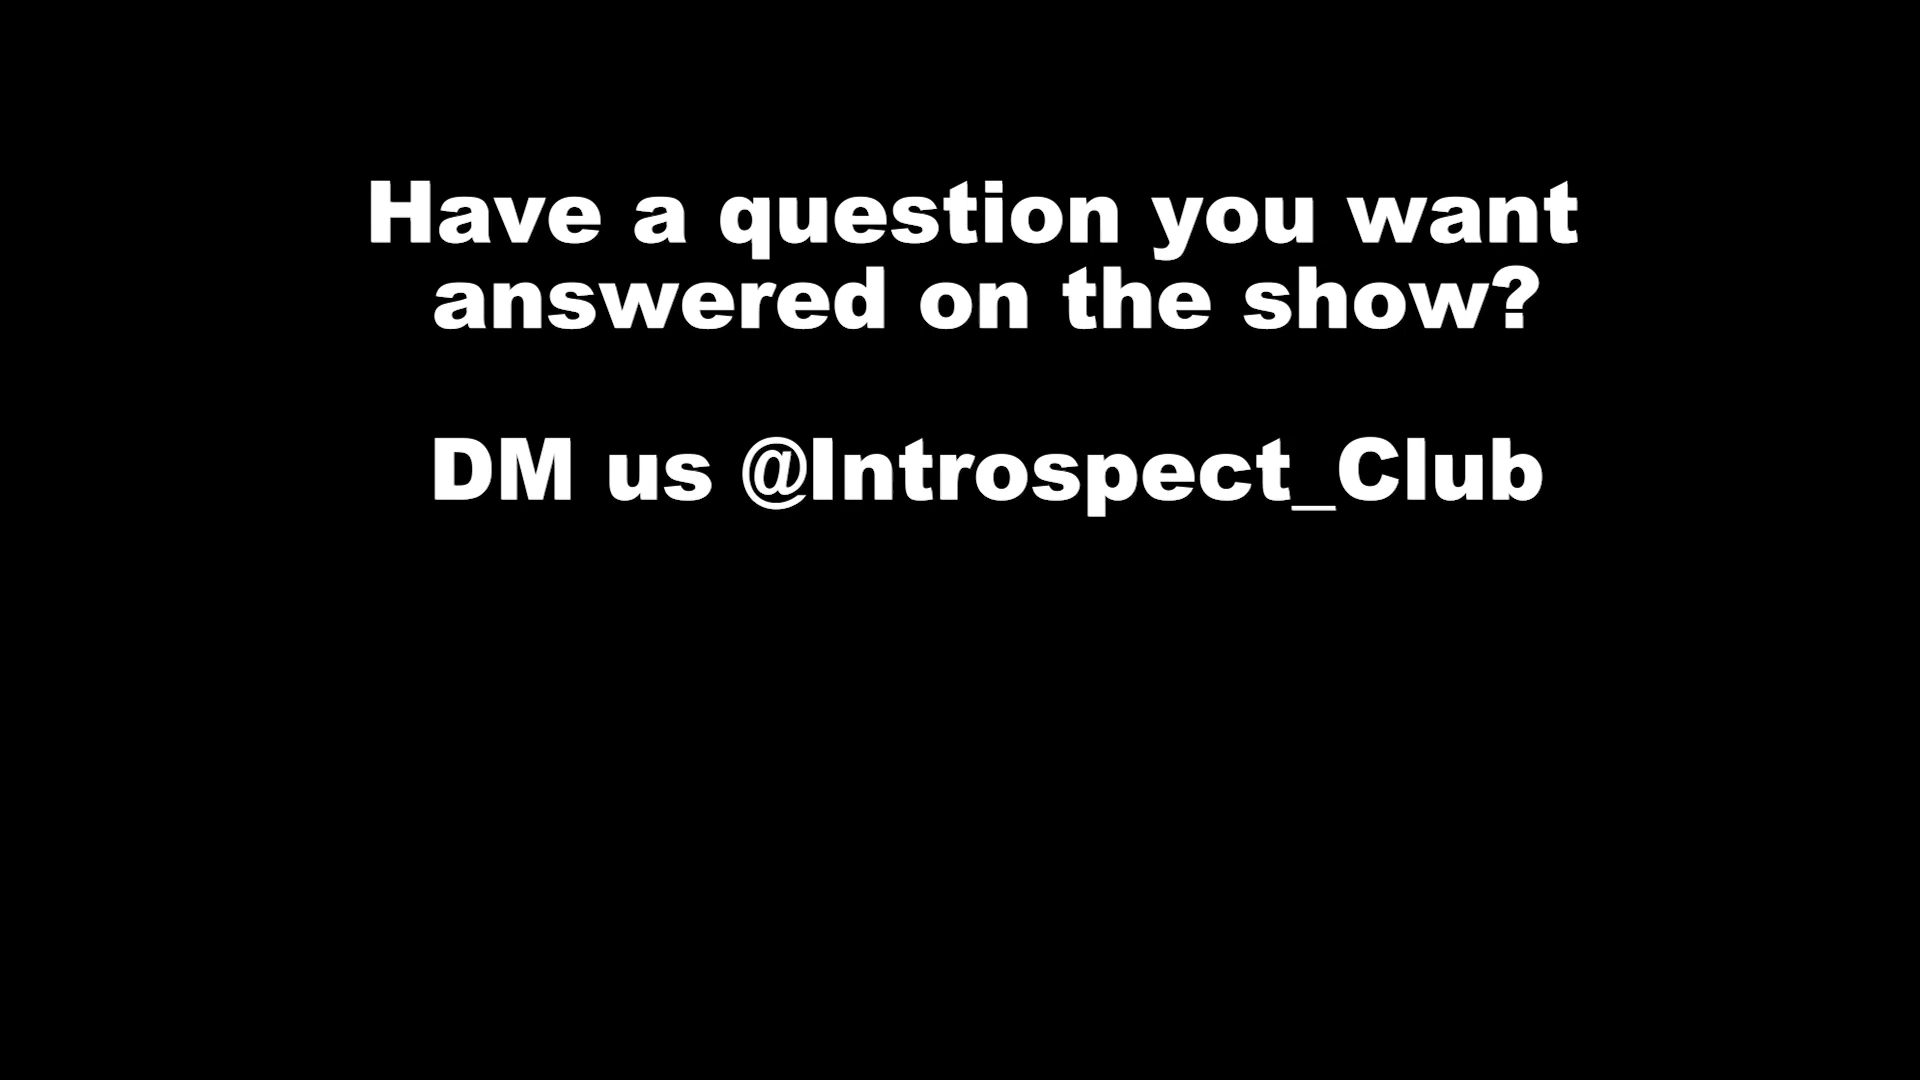 Have a question you want
answered on the show?
DM us @Introspect_Club